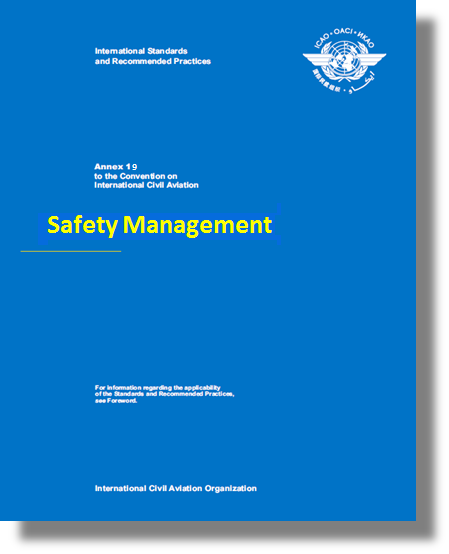 International Standards
and Recommended Practices
ICAO · OACI · ИКАО
Annex 19
to the Convention on
International Civil Aviation
Safety Management
For information regarding the applicability
of the Standards and Recommended Practices,
see Foreword.
International Civil Aviation Organization